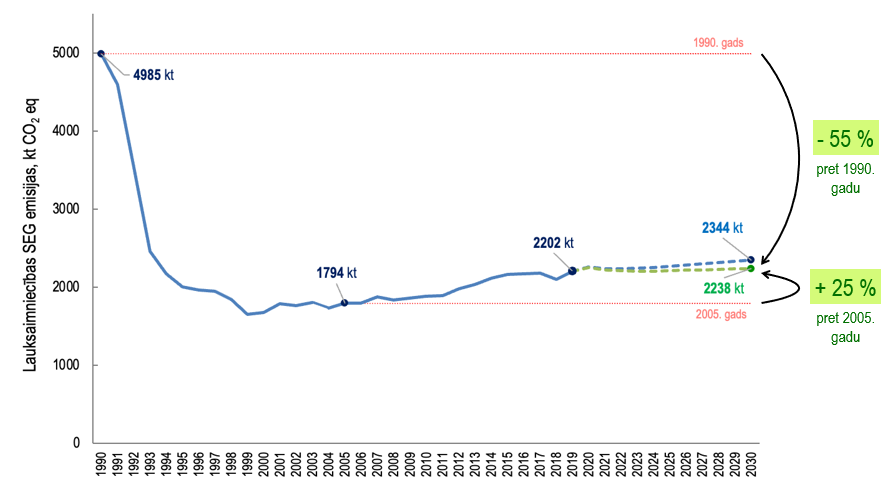 Lauksaimniecības SEG emisijas, kt CO₂ eq
5000
4000
3000
2000
1000
0
1990. gads
4985 kt
1794 kt
2202 kt
2344 kt
2238 kt
2005. gads
- 55 %
pret 1990.
gadu
+ 25 %
pret 2005.
gadu
1990 1991 1992 1993 1994 1995 1996 1997 1998 1999 2000 2001 2002 2003 2004 2005 2006 2007 2008 2009 2010 2011 2012 2013 2014 2015 2016 2017 2018 2019 2020 2021 2022 2023 2024 2025 2026 2027 2028 2029 2030